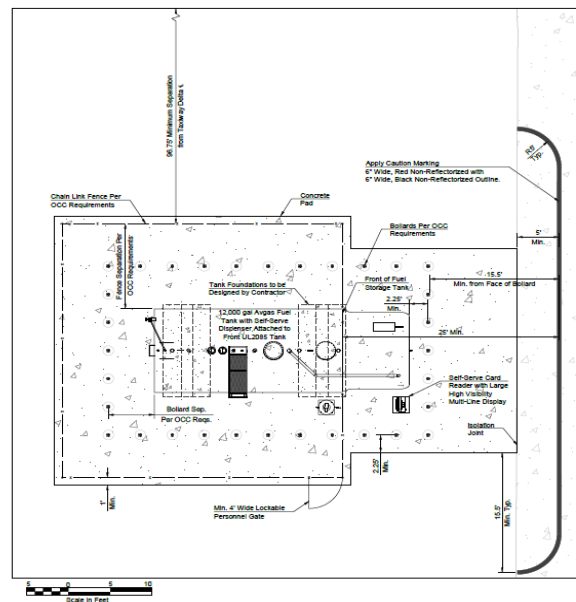 96.75' Minimum Separation
from Taxiway Delta ℄
R8'
Typ.
Apply Caution Marking
6" Wide, Red Non-Reflectorized with
6" Wide, Black Non-Reflectorized Outline.
Chain Link Fence Per
OCC Requirements
Concrete
Pad
Bollards Per OCC
Requirements
5'
Min.
Fence Separation Per
OCC Requirements
15.5'
Min. from Face of Bollard
Tank Foundations to be
Designed by Contractor
Front of Fuel
Storage Tank
2.25'
Min.
12,000 gal Avgas Fuel
Tank with Self-Serve
Dispenser Attached to
Front UL2085 Tank
25' Min.
Self-Serve Card
Reader with Large
High Visibility
Multi-Line Display
Bollard Sep.
Per OCC Reqs.
Isolation
Joint
2.25'
Min.
1'
Min.
Min. 4' Wide Lockable
Personnel Gate
15.5'
Min. Typ.
5 0 5 10
Scale In Feet